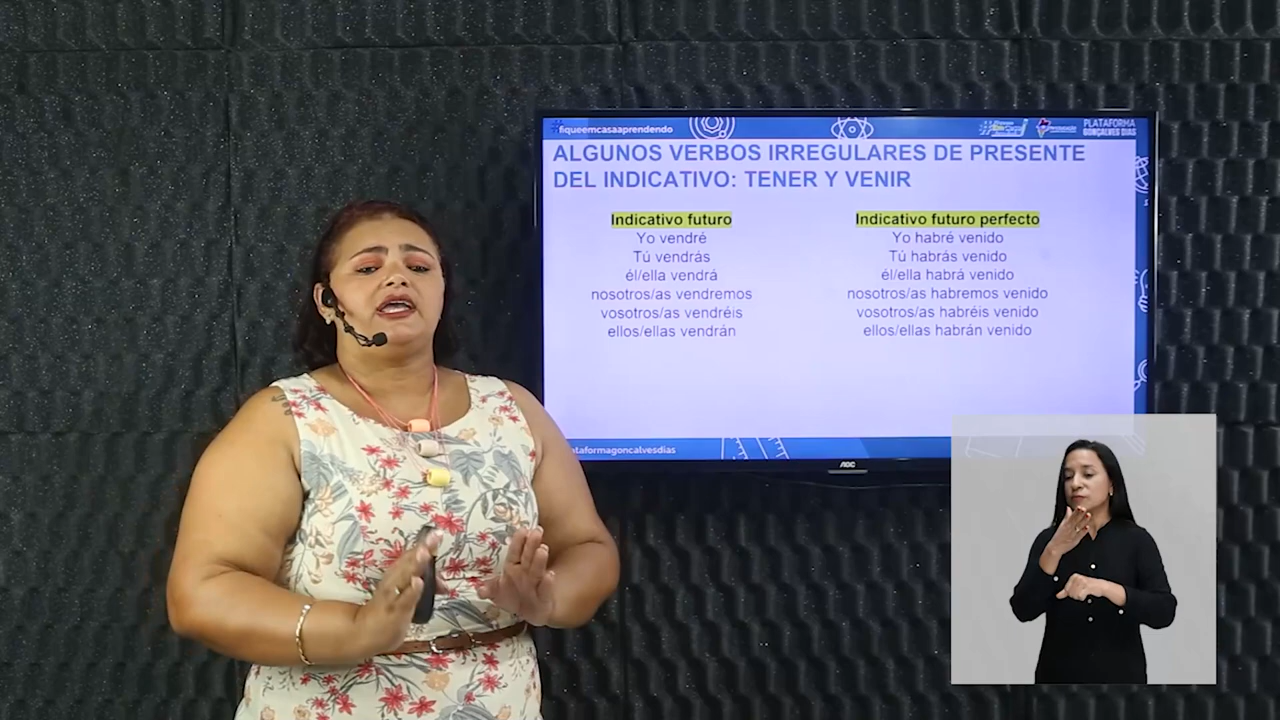 #fiqueemcasaaprendendo
PLATAFORMA
GONÇALVES DIAS
ALGUNOS VERBOS IRREGULARES DE PRESENTE
DEL INDICATIVO: TENER Y VENIR
Indicativo futuro
Yo vendré
Tú vendrás
él/ella vendrá
nosotros/as vendremos
vosotros/as vendréis
ellos/ellas vendrán
Indicativo futuro perfecto
Yo habré venido
Tú habrás venido
él/ella habrá venido
nosotros/as habremos venido
vosotros/as habréis venido
ellos/ellas habrán venido
ataformagoncalvesdias
AOC